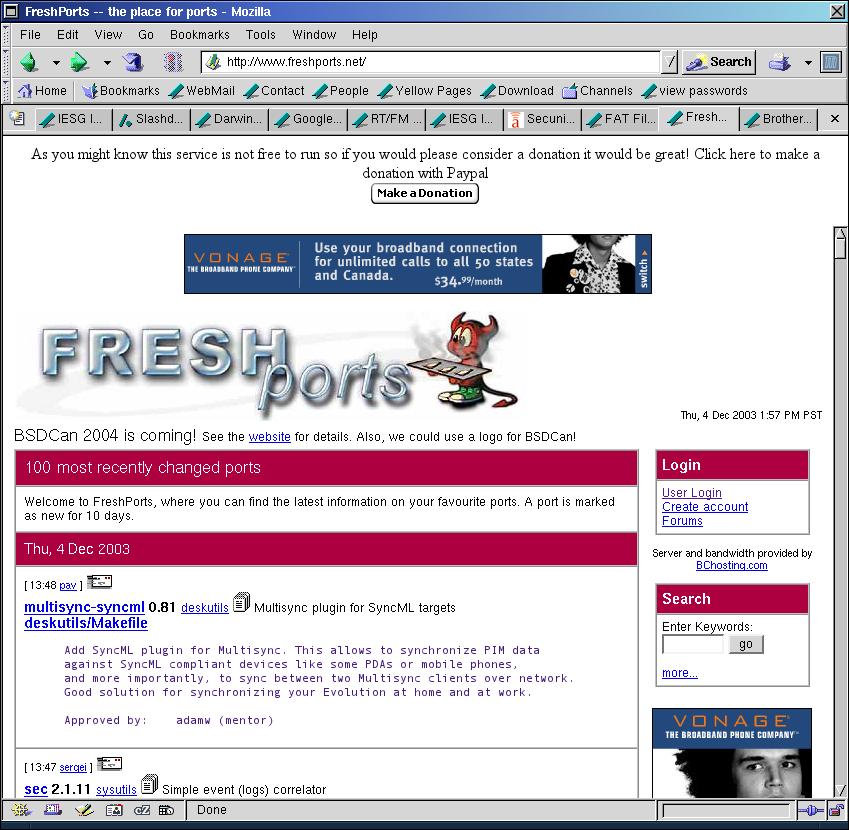 FreshPorts -- the place for ports - Mozilla
File Edit View Go Bookmarks Tools Window Help
http://www.freshports.net/ Search
Home Bookmarks WebMail Contact People Yellow Pages Download Channels view passwords
IESG I... Slashd... Darwin... Google... RT/FM ... IESG I... Securi... FAT Fil... Fresh... Brother...
As you might know this service is not free to run so if you would please consider a donation it would be great! Click here to make a
donation with Paypal
Make a Donation
VONAGE
THE BROADBAND PHONE COMPANY
Use your broadband connection
for unlimited calls to all 50 states
and Canada.
$34.99/month
switch
FRESH
ports
Thu, 4 Dec 2003 1:57 PM PST
BSDCan 2004 is coming! See the website for details. Also, we could use a logo for BSDCan!
100 most recently changed ports
Welcome to FreshPorts, where you can find the latest information on your favourite ports. A port is marked
as new for 10 days.
Thu, 4 Dec 2003
[ 13:48 pav ]
multisync-syncml 0.81 deskutils Multisync plugin for SyncML targets
deskutils/Makefile
Add SyncML plugin for Multisync. This allows to synchronize PIM data
against SyncML compliant devices like some PDAs or mobile phones,
and more importantly, to sync between two Multisync clients over network.
Good solution for synchronizing your Evolution at home and at work.
Approved by: adamw (mentor)
[ 13:47 sergei ]
sec 2.1.11 sysutils Simple event (logs) correlator
Login
User Login
Create account
Forums
Server and bandwidth provided by
BChosting.com
Search
Enter Keywords:
go
more...
VONAGE
THE BROADBAND PHONE COMPANY
Done